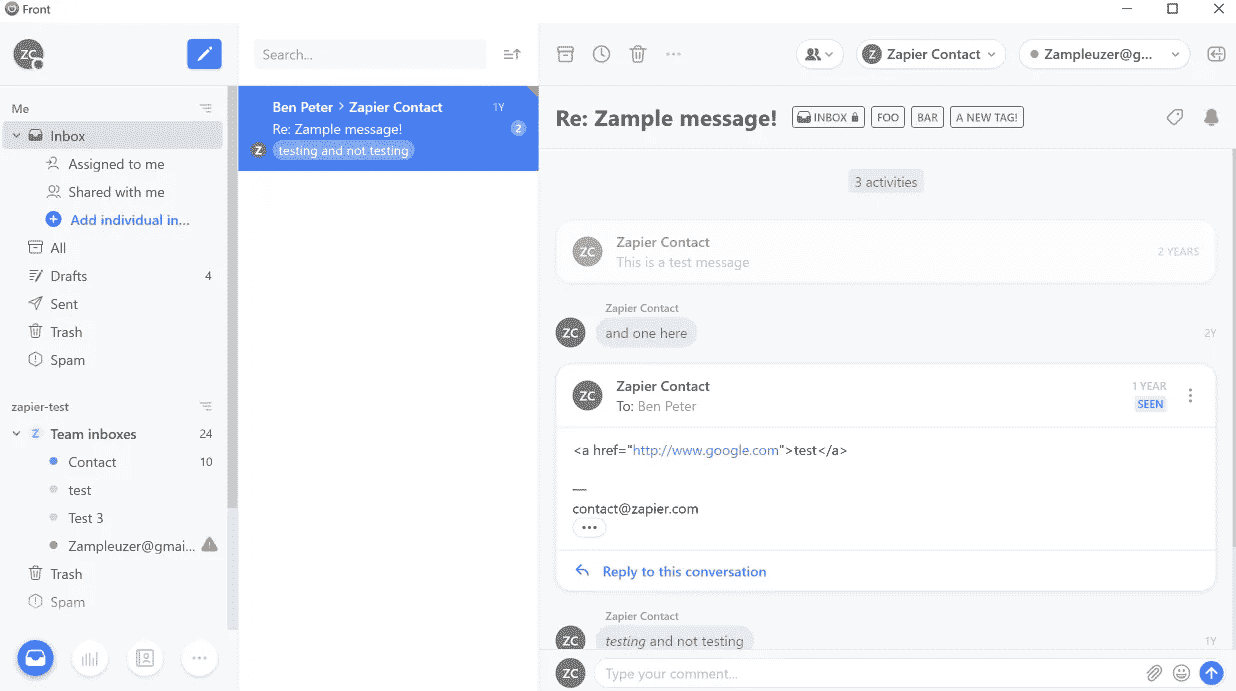 Front
ZC
Me
Inbox
Assigned to me
Shared with me
Add individual in...
All
Drafts 4
Sent
Trash
Spam
zapier-test
Z Team inboxes 24
Contact 10
test
Test 3
Zampleuzer@gmai...
Trash
Spam
Search...
Ben Peter > Zapier Contact 1Y
Re: Zample message! 2
Z testing and not testing
Z Zapier Contact
Zampleuzer@g...
Re: Zample message! INBOX FOO BAR A NEW TAG!
3 activities
ZC Zapier Contact
This is a test message 2 YEARS
Zapier Contact
ZC and one here 2Y
ZC Zapier Contact 1 YEAR
To: Ben Peter SEEN
<a href="http://www.google.com">test</a>
—
contact@zapier.com
Reply to this conversation
Zapier Contact
ZC testing and not testing 1Y
ZC Type your comment...